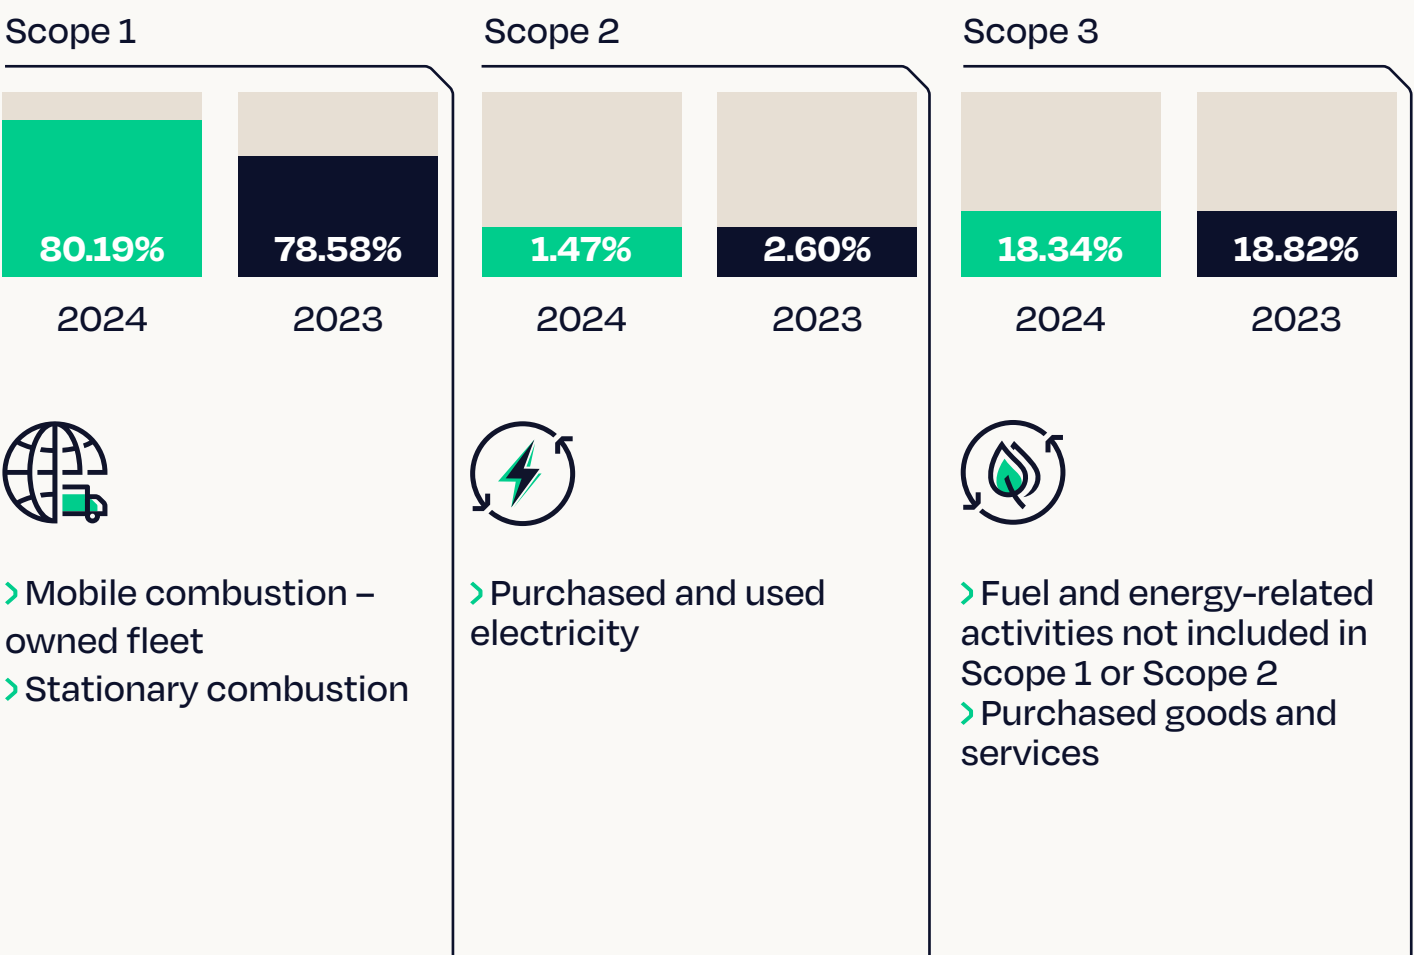 Scope 1
80.19%
78.58%
2024
2023
> Mobile combustion –
owned fleet
> Stationary combustion
Scope 2
1.47%
2.60%
2024
2023
> Purchased and used
electricity
Scope 3
18.34%
18.82%
2024
2023
> Fuel and energy-related
activities not included in
Scope 1 or Scope 2
> Purchased goods and
services